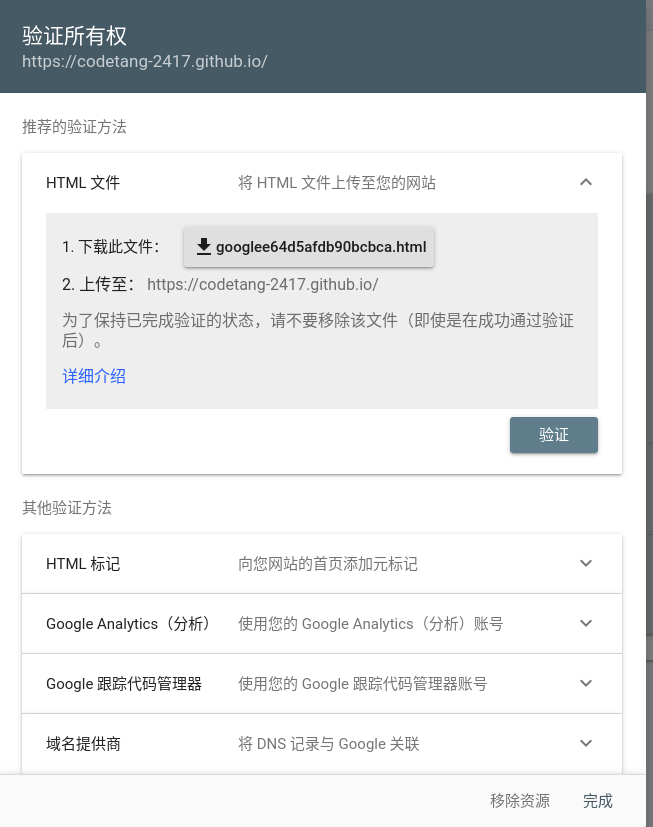 验证所有权
https://codetang-2417.github.io/
推荐的验证方法
HTML 文件 将 HTML 文件上传至您的网站
1. 下载此文件： googlee64d5afdb90bcbca.html
2. 上传至： https://codetang-2417.github.io/
为了保持已完成验证的状态，请不要移除该文件（即使是在成功通过验证
后）。
详细介绍
验证
其他验证方法
HTML 标记 向您网站的首页添加元标记
Google Analytics（分析） 使用您的 Google Analytics（分析）账号
Google 跟踪代码管理器 使用您的 Google 跟踪代码管理器账号
域名提供商 将 DNS 记录与 Google 关联
移除资源 完成